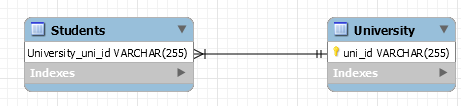 Students
University_uni_id VARCHAR(255)
Indexes
University
uni_id VARCHAR(255)
Indexes